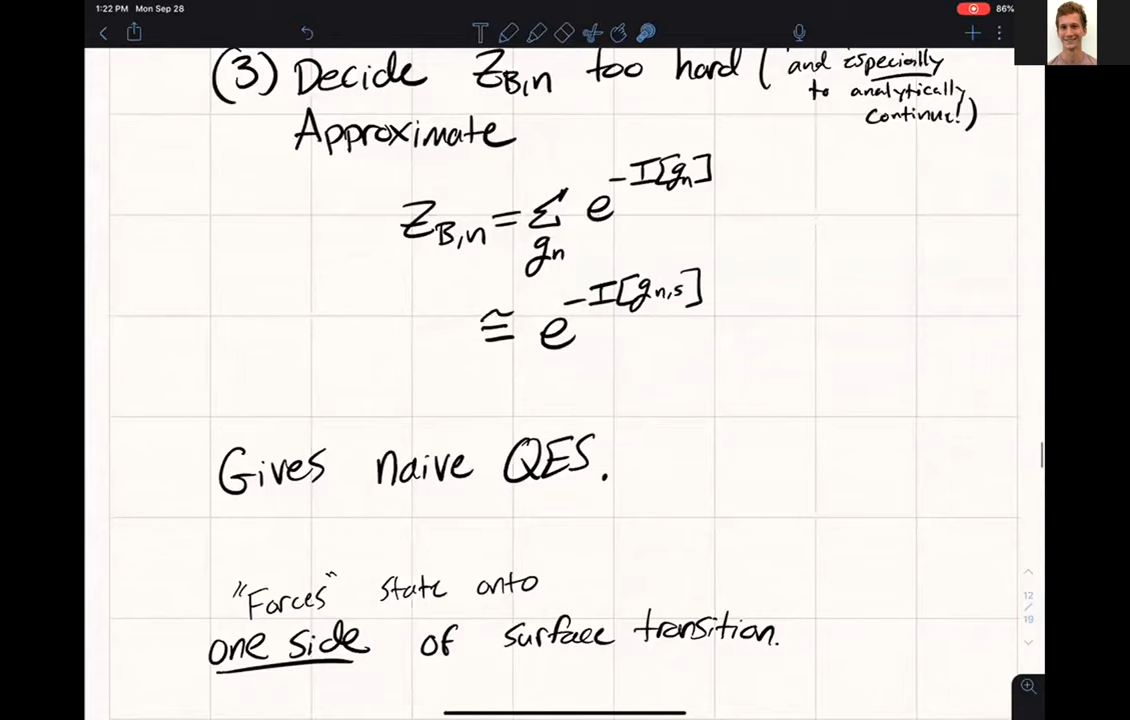 1:22 PM Mon Sep 28
86%
(3) Decide Z_{B,n} too hard (and especially
to analytically
continue!)
Approximate
Z_{B,n} = Σ_{g_n} e^{-I[g_n]}
≅ e^{-I[g_{n,s}]}
Gives naive QES.
"Forces" state onto
one side of surface transition.
12
/
19